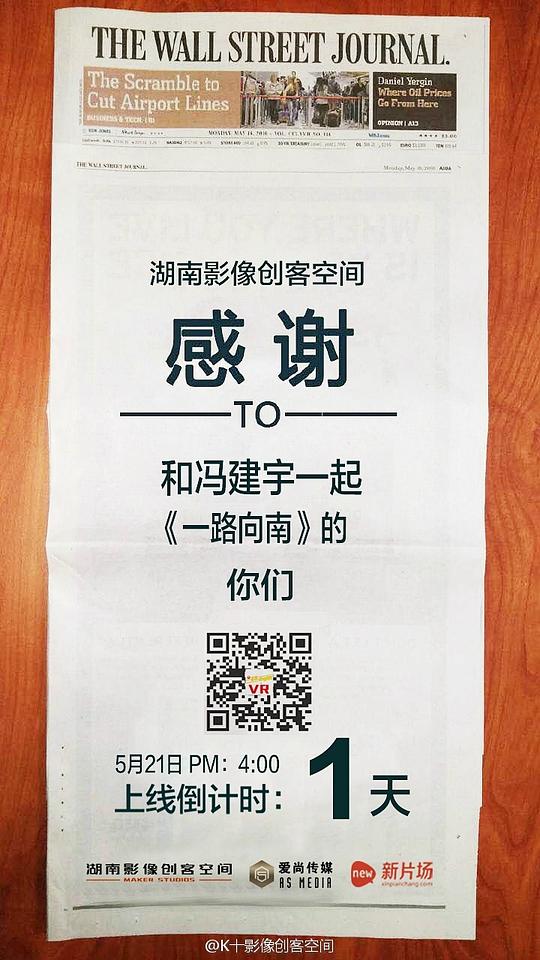 THE WALL STREET JOURNAL.
The Scramble to
Cut Airport Lines
BUSINESS & TECH. | B1
Daniel Yergin
Where Oil Prices
Go From Here
OPINION | A13
DOW JONES
MONDAY, MAY 16, 2016
THE WALL STREET JOURNAL.
Monday, May 16, 2016
湖南影像创客空间
感谢
TO
和冯建宇一起
《一路向南》的
你们
VR
5月21日 PM：4:00
上线倒计时：
1天
湖南影像创客空间
MAKER STUDIOS
爱尚传媒
AS MEDIA
new 新片场
xinpianchang.com
@K十影像创客空间